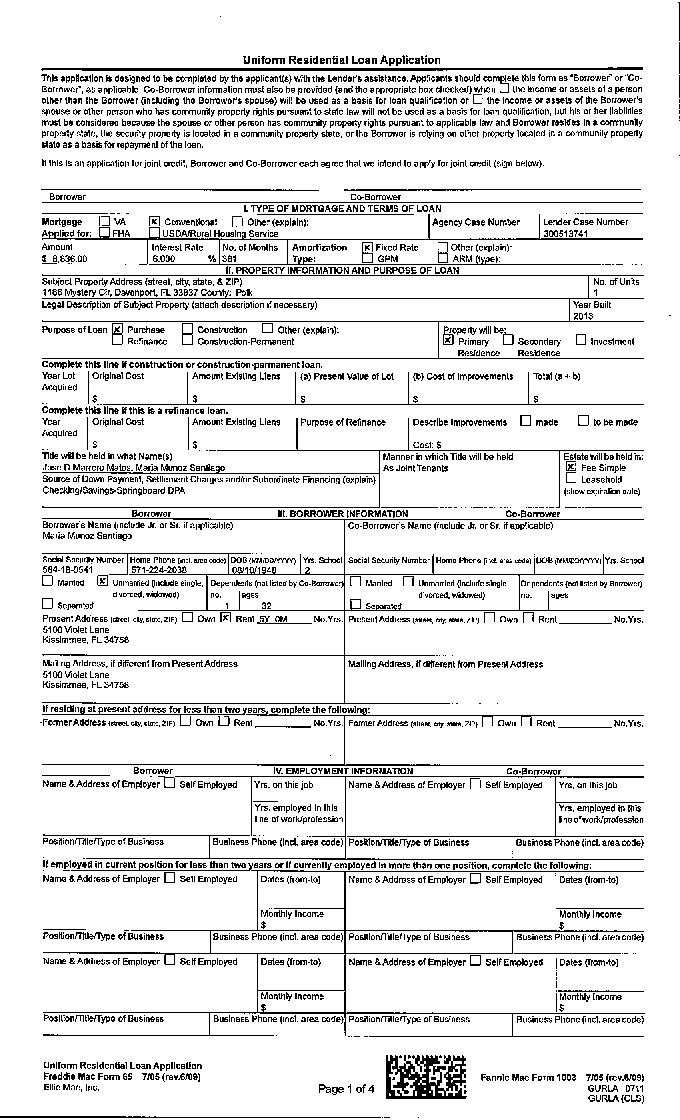 Uniform Residential Loan Application
This application is designed to be completed by the applicant(s) with the Lender's assistance. Applicants should complete this form as "Borrower" or "Co-
Borrower", as applicable. Co-Borrower information must also be provided (and the appropriate box checked) when the income or assets of a person
other than the Borrower (including the Borrower's spouse) will be used as a basis for loan qualification or the income or assets of the Borrower's
spouse or other person who has community property rights pursuant to state law will not be used as a basis for loan qualification, but his or her liabilities
must be considered because the spouse or other person has community property rights pursuant to applicable law and Borrower resides in a community
property state, the security property is located in a community property state, or the Borrower is relying on other property located in a community property
state as a basis for repayment of the loan.
If this is an application for joint credit, Borrower and Co-Borrower each agree that we intend to apply for joint credit (sign below).
Borrower Co-Borrower
I. TYPE OF MORTGAGE AND TERMS OF LOAN
Mortgage VA Conventional Other (explain): Agency Case Number Lender Case Number
Applied for: FHA USDA/Rural Housing Service 300513741
Amount Interest Rate No. of Months Amortization Fixed Rate Other (explain):
$ 8,836.00 % 361 Type: GPM ARM (type):
II. PROPERTY INFORMATION AND PURPOSE OF LOAN
Subject Property Address (street, city, state, & ZIP) No. of Units
1186 Mystery Cir, Davenport, FL 33837 County: Polk 1
Legal Description of Subject Property (attach description if necessary) Year Built
2013
Purpose of Loan Purchase Construction Other (explain): Property will be:
Refinance Construction-Permanent Primary Secondary Investment
Residence Residence
Complete this line if construction or construction-permanent loan.
Year Lot Original Cost Amount Existing Liens (a) Present Value of Lot (b) Cost of Improvements Total (a + b)
Acquired
$ $ $ $ $
Complete this line if this is a refinance loan.
Year Original Cost Amount Existing Liens Purpose of Refinance Describe Improvements made to be made
Acquired
$ $ Cost: $
Title will be held in what Name(s) Manner in which Title will be held Estate will be held in:
Jose D Marrero Matos, Maria Munoz Santiago As Joint Tenants Fee Simple
Source of Down Payment, Settlement Charges and/or Subordinate Financing (explain) Leasehold
Checking/Savings-Springboard DPA (show expiration date)
Borrower III. BORROWER INFORMATION Co-Borrower
Borrower's Name (include Jr. or Sr. if applicable) Co-Borrower's Name (include Jr. or Sr. if applicable)
Maria Munoz Santiago
Social Security Number Home Phone (incl. area code) DOB (MM/DD/YYYY) Yrs. School Social Security Number Home Phone (incl. area code) DOB (MM/DD/YYYY) Yrs. School
584-18-0541 571-224-2038 2
Married Unmarried (include single, Dependents (not listed by Co-Borrower) Married Unmarried (include single Dependents (not listed by Borrower)
divorced, widowed) no. ages divorced, widowed) no. ages
Separated 1 32 Separated
Present Address (street, city, state, ZIP) Own Rent 5Y 0M No.Yrs. Present Address (street, city, state, ZIP) Own Rent No.Yrs.
5100 Violet Lane
Kissimmee, FL 34758
Mailing Address, if different from Present Address Mailing Address, if different from Present Address
5100 Violet Lane
Kissimmee, FL 34758
If residing at present address for less than two years, complete the following:
Former Address (street, city, state, ZIP) Own Rent No.Yrs. Former Address (street, city, state, ZIP) Own Rent No.Yrs.
Borrower IV. EMPLOYMENT INFORMATION Co-Borrower
Name & Address of Employer Self Employed Yrs. on this job Name & Address of Employer Self Employed Yrs. on this job
Yrs. employed in this Yrs. employed in this
line of work/profession line of work/profession
Position/Title/Type of Business Business Phone (incl. area code) Position/Title/Type of Business Business Phone (incl. area code)
If employed in current position for less than two years or if currently employed in more than one position, complete the following:
Name & Address of Employer Self Employed Dates (from-to) Name & Address of Employer Self Employed Dates (from-to)
Monthly Income Monthly Income
$ $
Position/Title/Type of Business Business Phone (incl. area code) Position/Title/Type of Business Business Phone (incl. area code)
Name & Address of Employer Self Employed Dates (from-to) Name & Address of Employer Self Employed Dates (from-to)
Monthly Income Monthly Income
$ $
Position/Title/Type of Business Business Phone (incl. area code) Position/Title/Type of Business Business Phone (incl. area code)
Uniform Residential Loan Application
Freddie Mac Form 65 7/05 (rev.6/09) Fannie Mae Form 1003 7/05 (rev.6/09)
Ellie Mae, Inc. Page 1 of 4 GURLA 0711
GURLA (CLS)